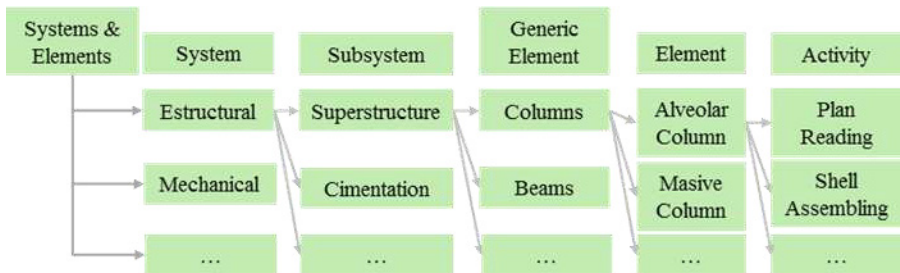 Systems &
Elements
System
Subsystem
Generic
Element
Element
Activity
Estructural
Superstructure
Columns
Alveolar
Column
Plan
Reading
Mechanical
Cimentation
Beams
Masive
Column
Shell
Assembling
...
...
...
...
...